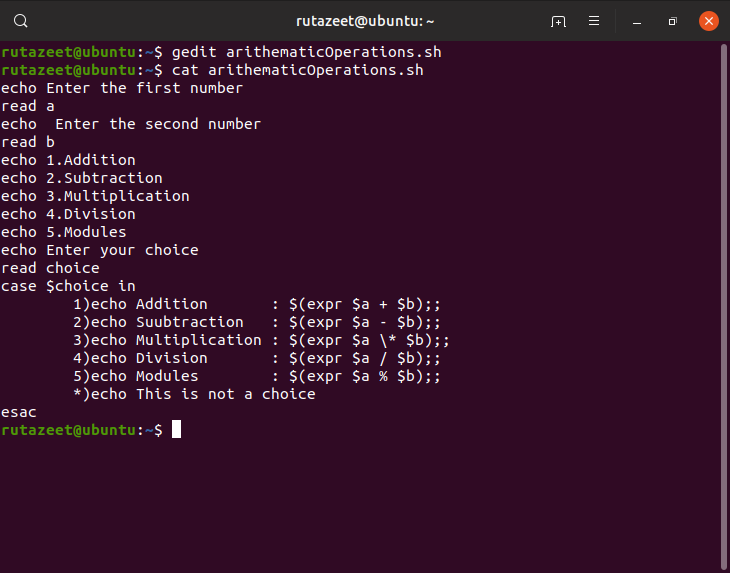 rutazeet@ubuntu: ~
rutazeet@ubuntu:~$ gedit arithematicOperations.sh
rutazeet@ubuntu:~$ cat arithematicOperations.sh
echo Enter the first number
read a
echo  Enter the second number
read b
echo 1.Addition
echo 2.Subtraction
echo 3.Multiplication
echo 4.Division
echo 5.Modules
echo Enter your choice
read choice
case $choice in
        1)echo Addition       : $(expr $a + $b);;
        2)echo Suubtraction   : $(expr $a - $b);;
        3)echo Multiplication : $(expr $a \* $b);;
        4)echo Division       : $(expr $a / $b);;
        5)echo Modules        : $(expr $a % $b);;
        *)echo This is not a choice
esac
rutazeet@ubuntu:~$